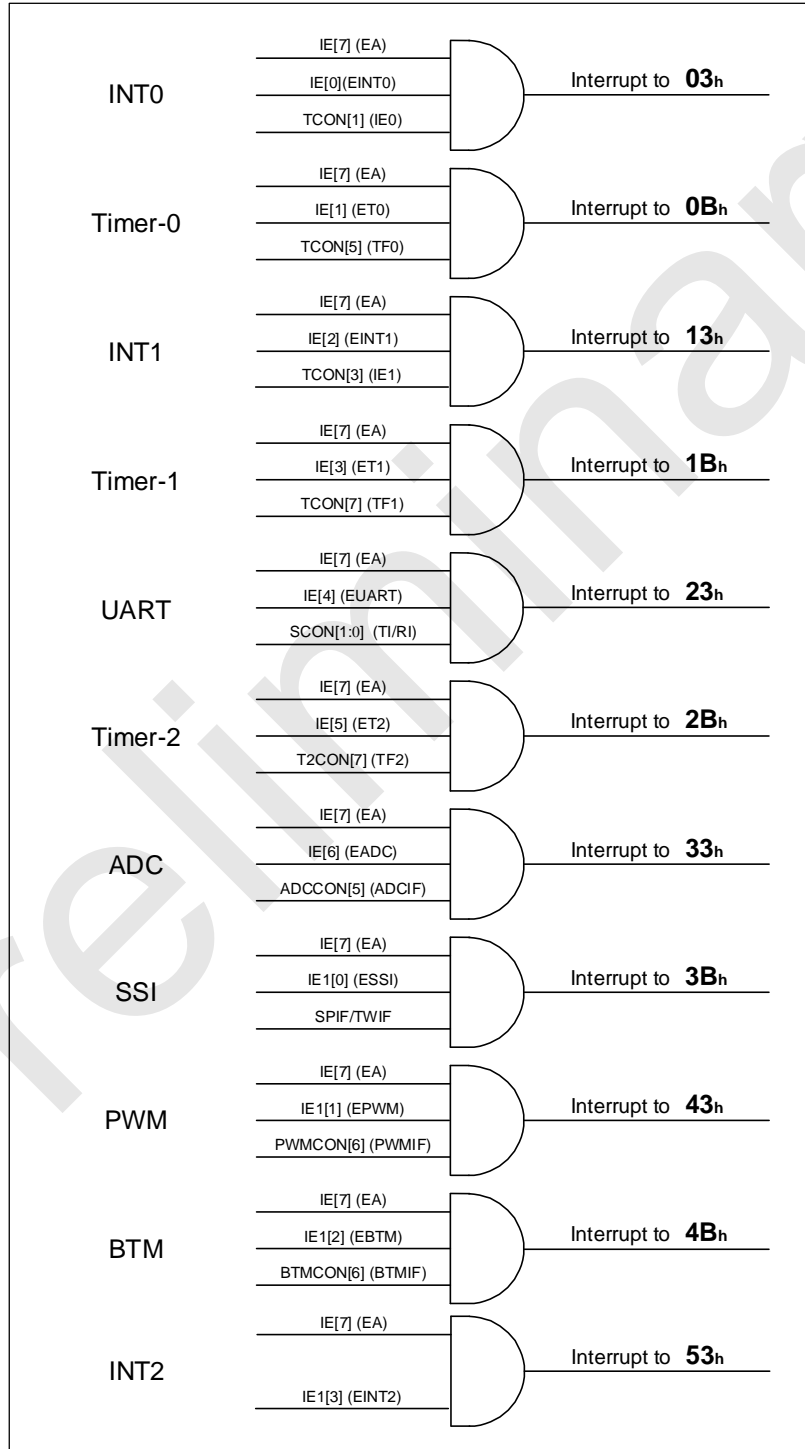 IE[7] (EA)
INT0
IE[0](EINT0)
Interrupt to 03h
TCON[1] (IE0)
IE[7] (EA)
Timer-0
IE[1] (ET0)
Interrupt to 0Bh
TCON[5] (TF0)
IE[7] (EA)
INT1
IE[2] (EINT1)
Interrupt to 13h
TCON[3] (IE1)
IE[7] (EA)
Timer-1
IE[3] (ET1)
Interrupt to 1Bh
TCON[7] (TF1)
IE[7] (EA)
UART
IE[4] (EUART)
Interrupt to 23h
SCON[1:0] (TI/RI)
IE[7] (EA)
Timer-2
IE[5] (ET2)
Interrupt to 2Bh
T2CON[7] (TF2)
IE[7] (EA)
ADC
IE[6] (EADC)
Interrupt to 33h
ADCCON[5] (ADCIF)
IE[7] (EA)
SSI
IE1[0] (ESSI)
Interrupt to 3Bh
SPIF/TWIF
IE[7] (EA)
PWM
IE1[1] (EPWM)
Interrupt to 43h
PWMCON[6] (PWMIF)
IE[7] (EA)
BTM
IE1[2] (EBTM)
Interrupt to 4Bh
BTMCON[6] (BTMIF)
IE[7] (EA)
INT2
Interrupt to 53h
IE1[3] (EINT2)
reliminar